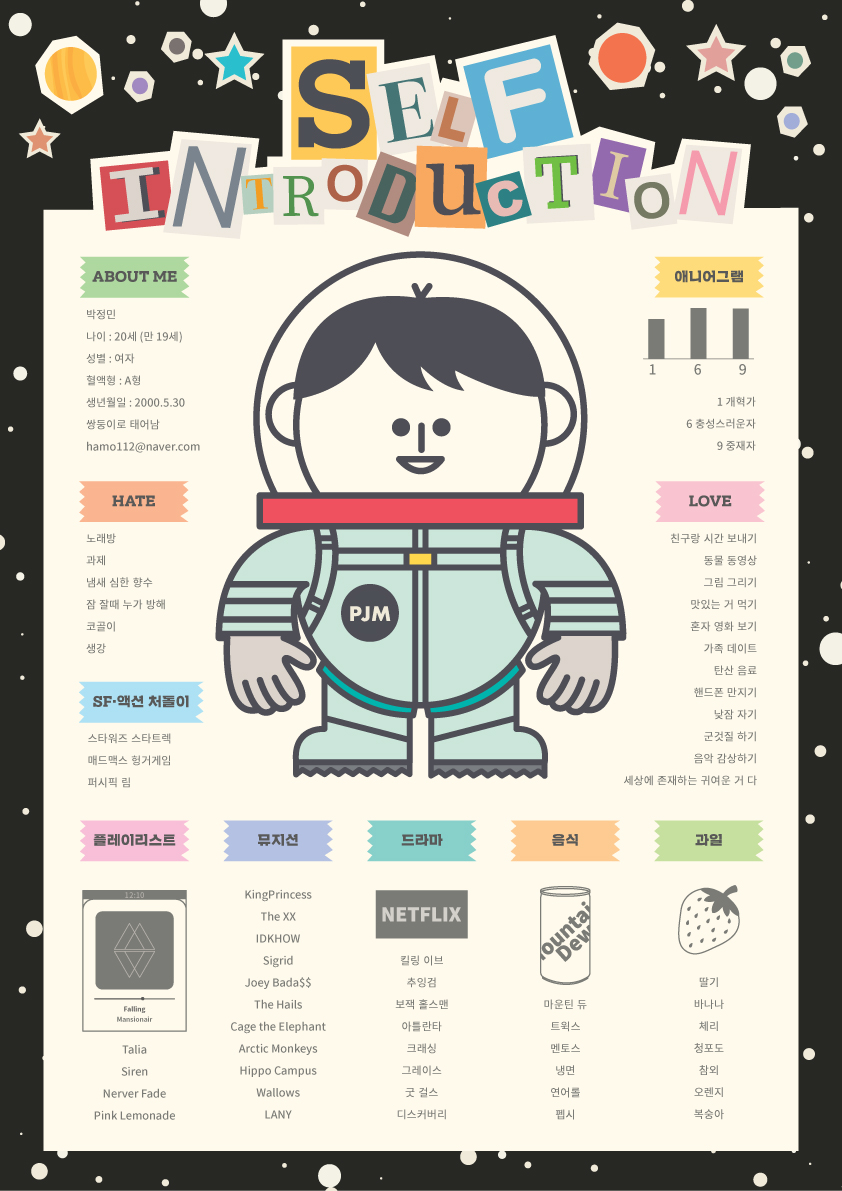 SELF
INTRODUCTION
ABOUT ME
박정민
나이 : 20세 (만 19세)
성별 : 여자
혈액형 : A형
생년월일 : 2000.5.30
쌍둥이로 태어남
hamo112@naver.com
애니어그램
1 6 9
1 개혁가
6 충성스러운자
9 중재자
HATE
노래방
과제
냄새 심한 향수
잠 잘때 누가 방해
코골이
생강
LOVE
친구랑 시간 보내기
동물 동영상
그림 그리기
맛있는 거 먹기
혼자 영화 보기
가족 데이트
탄산 음료
핸드폰 만지기
낮잠 자기
군것질 하기
음악 감상하기
세상에 존재하는 귀여운 거 다
PJM
SF·액션 처돌이
스타워즈 스타트렉
매드맥스 헝거게임
퍼시픽 림
플레이리스트
12:30
Falling
Mansionair
Talia
Siren
Nerver Fade
Pink Lemonade
뮤지션
KingPrincess
The XX
IDKHOW
Sigrid
Joey Bada$$
The Hails
Cage the Elephant
Arctic Monkeys
Hippo Campus
Wallows
LANY
드라마
NETFLIX
킬링 이브
추잉검
보잭 홀스맨
아틀란타
크래싱
그레이스
굿 걸스
디스커버리
음식
ountai
Dew
마운틴 듀
트윅스
멘토스
냉면
연어롤
펩시
과일
딸기
바나나
체리
청포도
참외
오렌지
복숭아